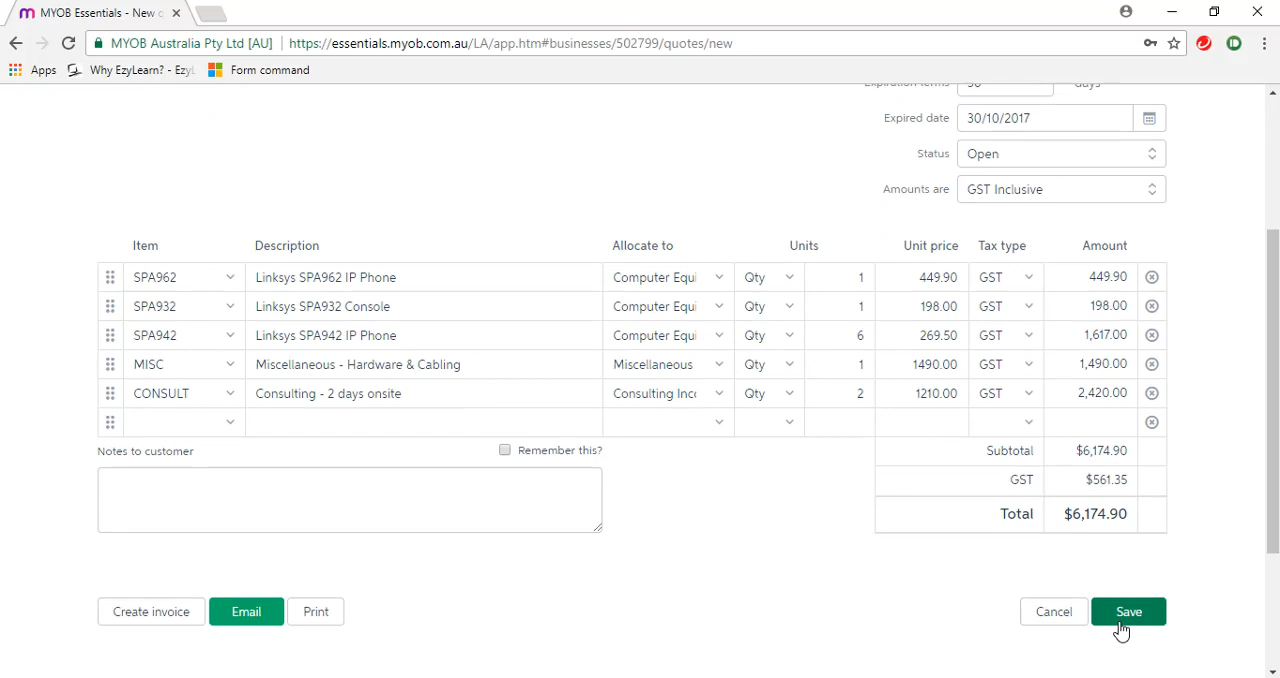 MYOB Essentials - New q
MYOB Australia Pty Ltd [AU] https://essentials.myob.com.au/LA/app.htm#businesses/502799/quotes/new
Apps Why EzyLearn? - Ezyl Form command
Expiration terms 30 days
Expired date 30/10/2017
Status Open
Amounts are GST Inclusive
Item Description Allocate to Units Unit price Tax type Amount
SPA962 Linksys SPA962 IP Phone Computer Equi Qty 1 449.90 GST 449.90
SPA932 Linksys SPA932 Console Computer Equi Qty 1 198.00 GST 198.00
SPA942 Linksys SPA942 IP Phone Computer Equi Qty 6 269.50 GST 1,617.00
MISC Miscellaneous - Hardware & Cabling Miscellaneous Qty 1 1490.00 GST 1,490.00
CONSULT Consulting - 2 days onsite Consulting Inc Qty 2 1210.00 GST 2,420.00
Notes to customer Remember this? Subtotal $6,174.90
GST $561.35
Total $6,174.90
Create invoice Email Print Cancel Save